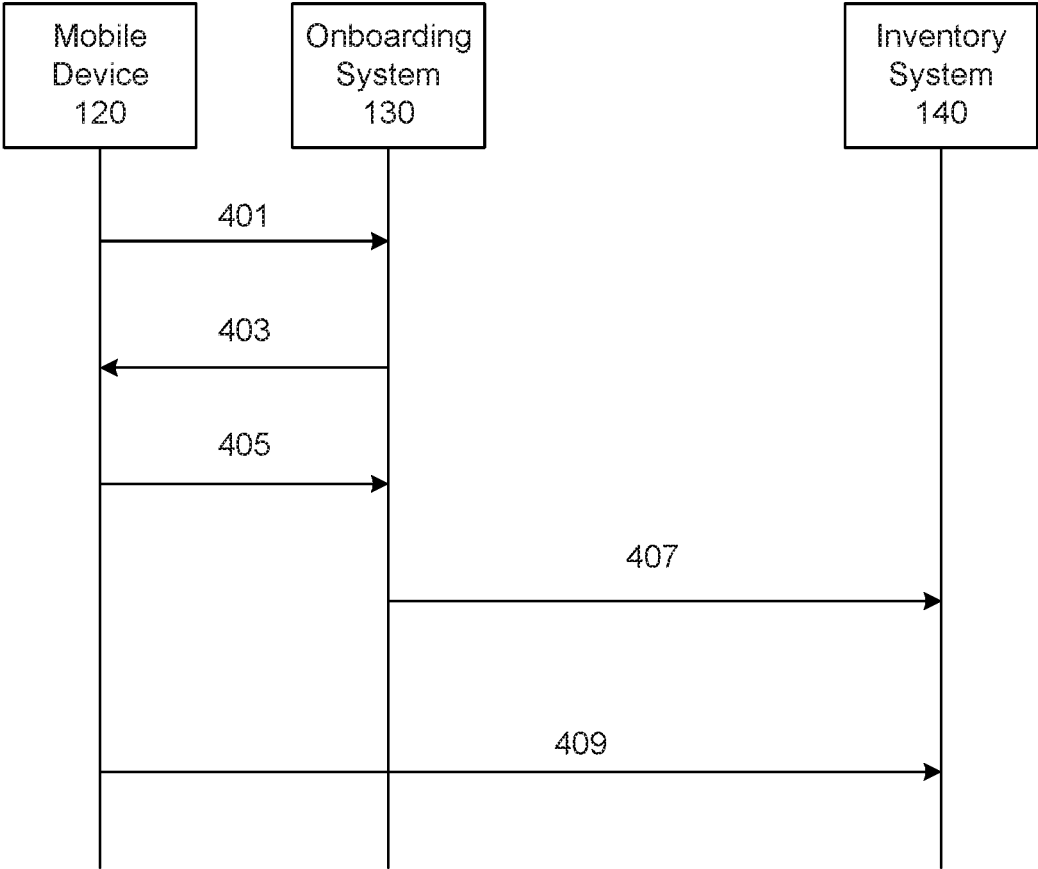 Mobile
Device
120
Onboarding
System
130
Inventory
System
140
401
403
405
407
409